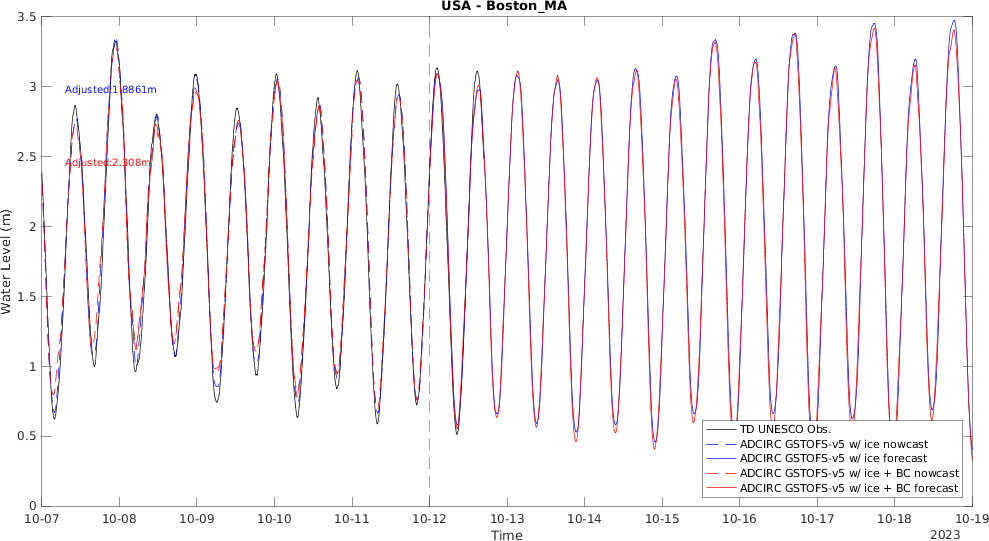 USA - Boston_MA
3.5
3
2.5
2
1.5
1
0.5
0
Water Level (m)
Adjusted:1.8861m
Adjusted:2.308m
TD UNESCO Obs.
ADCIRC GSTOFS-v5 w/ ice nowcast
ADCIRC GSTOFS-v5 w/ ice forecast
ADCIRC GSTOFS-v5 w/ ice + BC nowcast
ADCIRC GSTOFS-v5 w/ ice + BC forecast
10-07 10-08 10-09 10-10 10-11 10-12 10-13 10-14 10-15 10-16 10-17 10-18 10-19
Time
2023